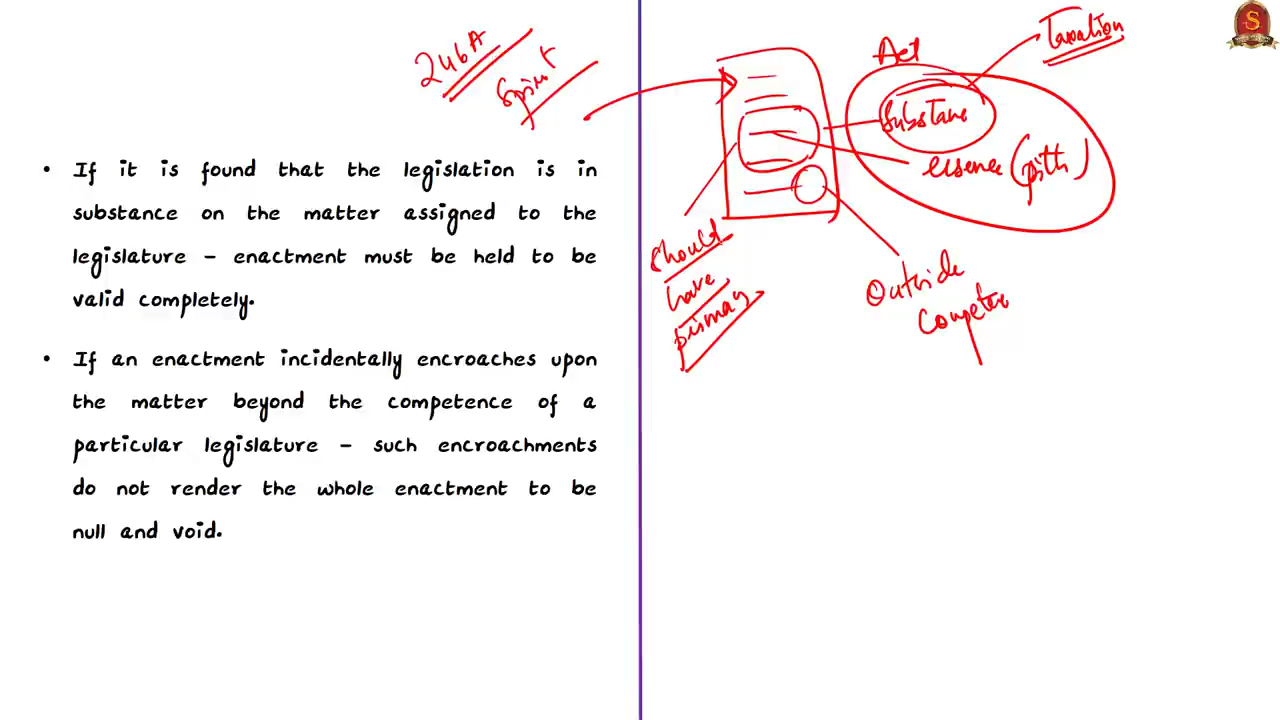 246A
Spirit
• If it is found that the legislation is in
substance on the matter assigned to the
legislature – enactment must be held to be
valid completely.
• If an enactment incidentally encroaches upon
the matter beyond the competence of a
particular legislature – such encroachments
do not render the whole enactment to be
null and void.
Taxation
Act
Substance
essence (pith)
Should
have
primacy
Outside
Competen
S